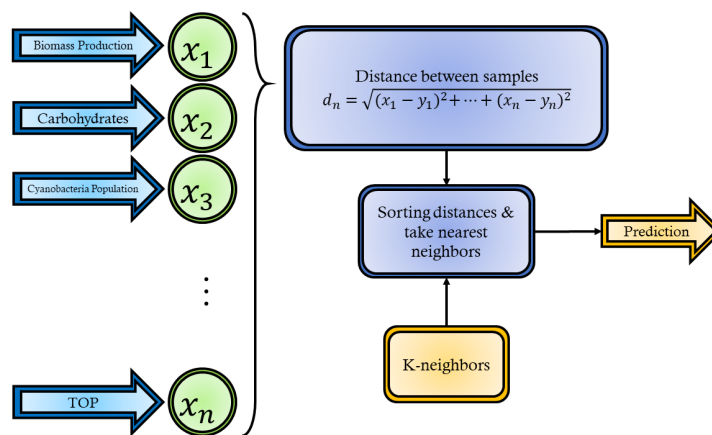 Biomass Production
x₁
Carbohydrates
x₂
Cyanobacteria Population
x₃
⋮
TOP
xₙ
Distance between samples
dₙ = √(x₁ − y₁)² + ⋯ + (xₙ − yₙ)²
Sorting distances &
take nearest
neighbors
K-neighbors
Prediction